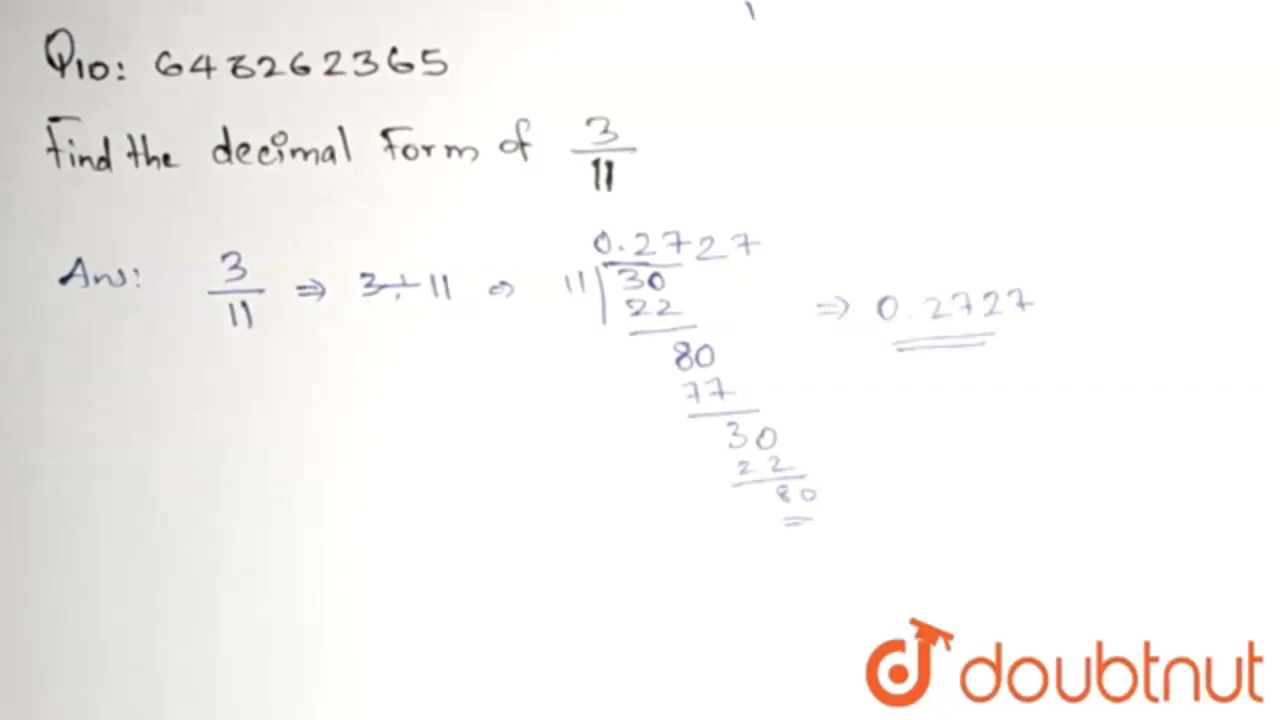 Q10: 648262365
Find the decimal form of 3/11
Ans: 3/11 ⇒ 3÷11 ⇒
0.2727
11 30
22
80
77
30
22
80
⇒ 0.2727
doubtnut